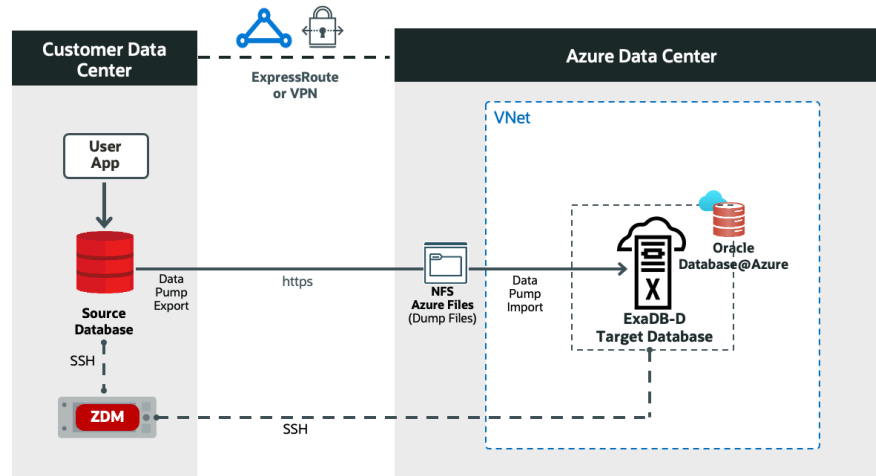 Customer Data
Center
ExpressRoute
or VPN
Azure Data Center
VNet
User
App
Source
Database
Data
Pump
Export
https
NFS
Azure Files
(Dump Files)
Data
Pump
Import
X
Oracle
Database@Azure
ExaDB-D
Target Database
SSH
ZDM
SSH